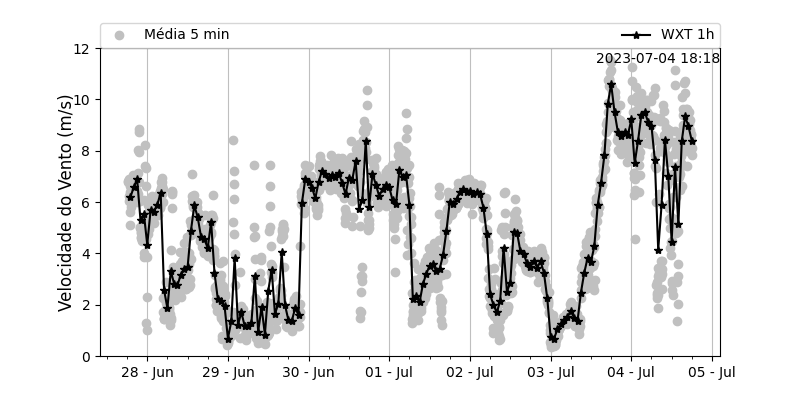 Média 5 min
WXT 1h
2023-07-04 18:18
Velocidade do Vento (m/s)
12
10
8
6
4
2
0
28 - Jun
29 - Jun
30 - Jun
01 - Jul
02 - Jul
03 - Jul
04 - Jul
05 - Jul